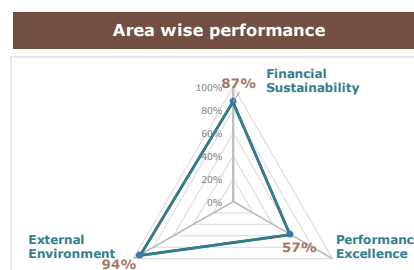 Area wise performance
87%
Financial
Sustainability
100%
80%
60%
40%
20%
0%
External
Environment
94%
57%
Performanc
Excellence